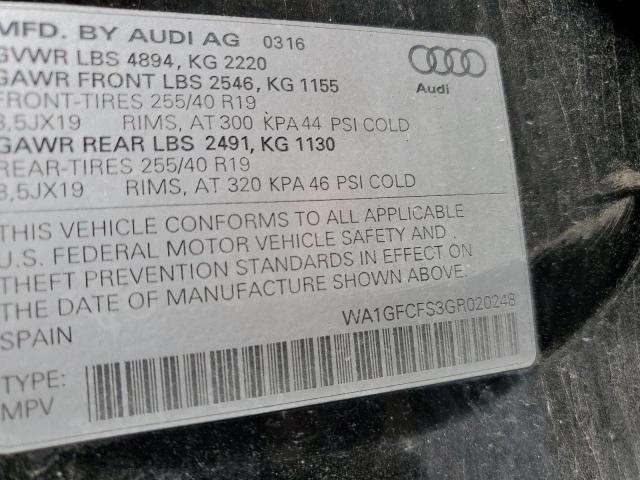 MFD. BY AUDI AG 0316
GVWR LBS 4894, KG 2220
GAWR FRONT LBS 2546, KG 1155
FRONT-TIRES 255/40 R19
8,5JX19 RIMS, AT 300 KPA 44 PSI COLD
GAWR REAR LBS 2491, KG 1130
REAR-TIRES 255/40 R19
8,5JX19 RIMS, AT 320 KPA 46 PSI COLD
Audi
THIS VEHICLE CONFORMS TO ALL APPLICABLE
U.S. FEDERAL MOTOR VEHICLE SAFETY AND
THEFT PREVENTION STANDARDS IN EFFECT ON
THE DATE OF MANUFACTURE SHOWN ABOVE.
SPAIN
WA1GFCFS3GR020248
TYPE:
MPV